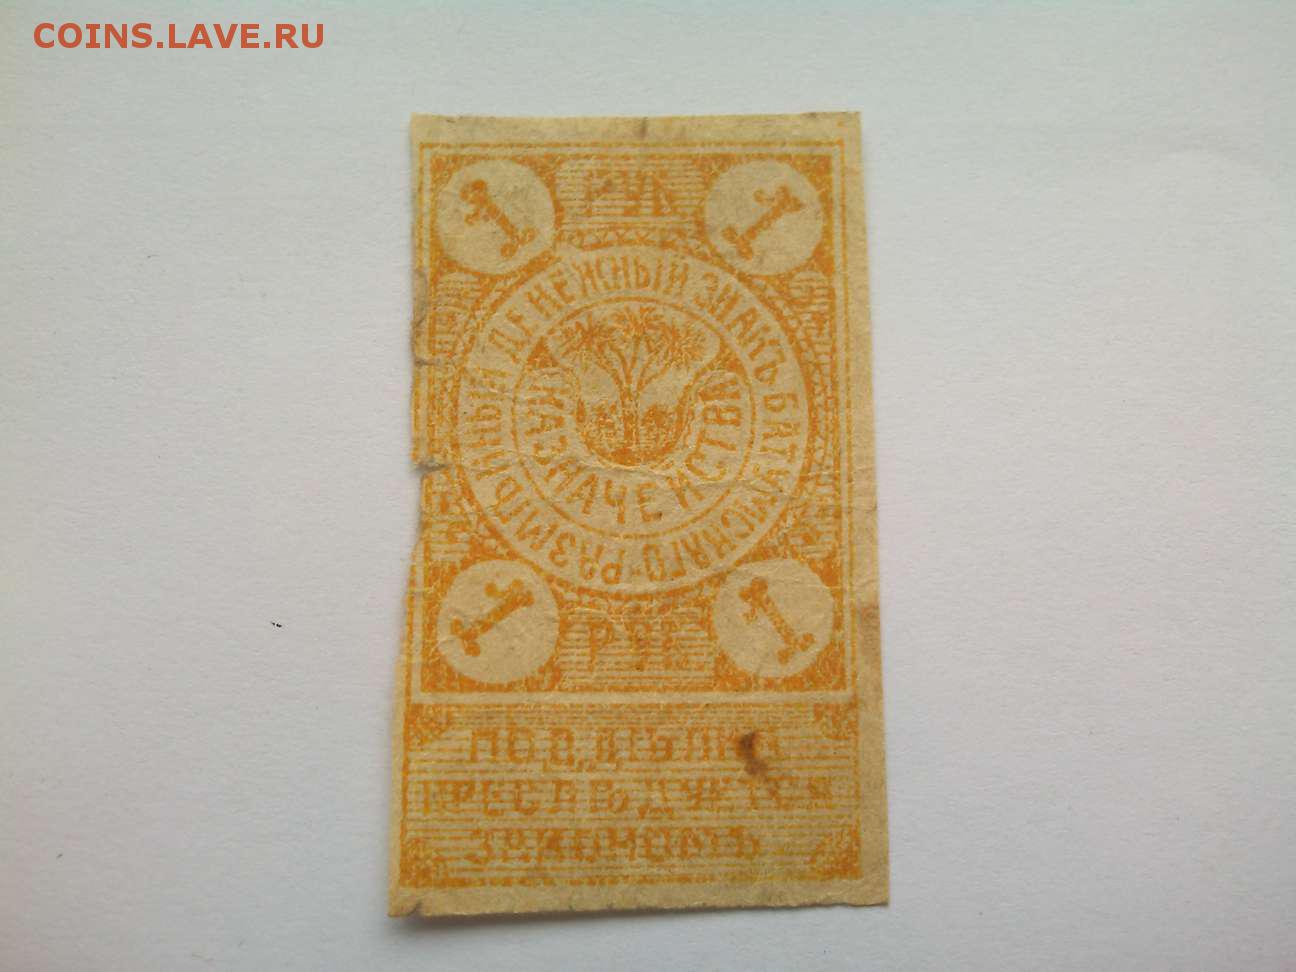 COINS.LAVE.RU
1 РУБ. 1
РАЗМѢННЫЙ ДЕНЕЖНЫЙ ЗНАКЪ БАТУМСКАГО
КАЗНАЧЕЙСТВА
1 РУБ. 1
ПОДДѢЛКА
ПРЕСЛѢДУЕТСЯ
ЗАКОНОМЪ